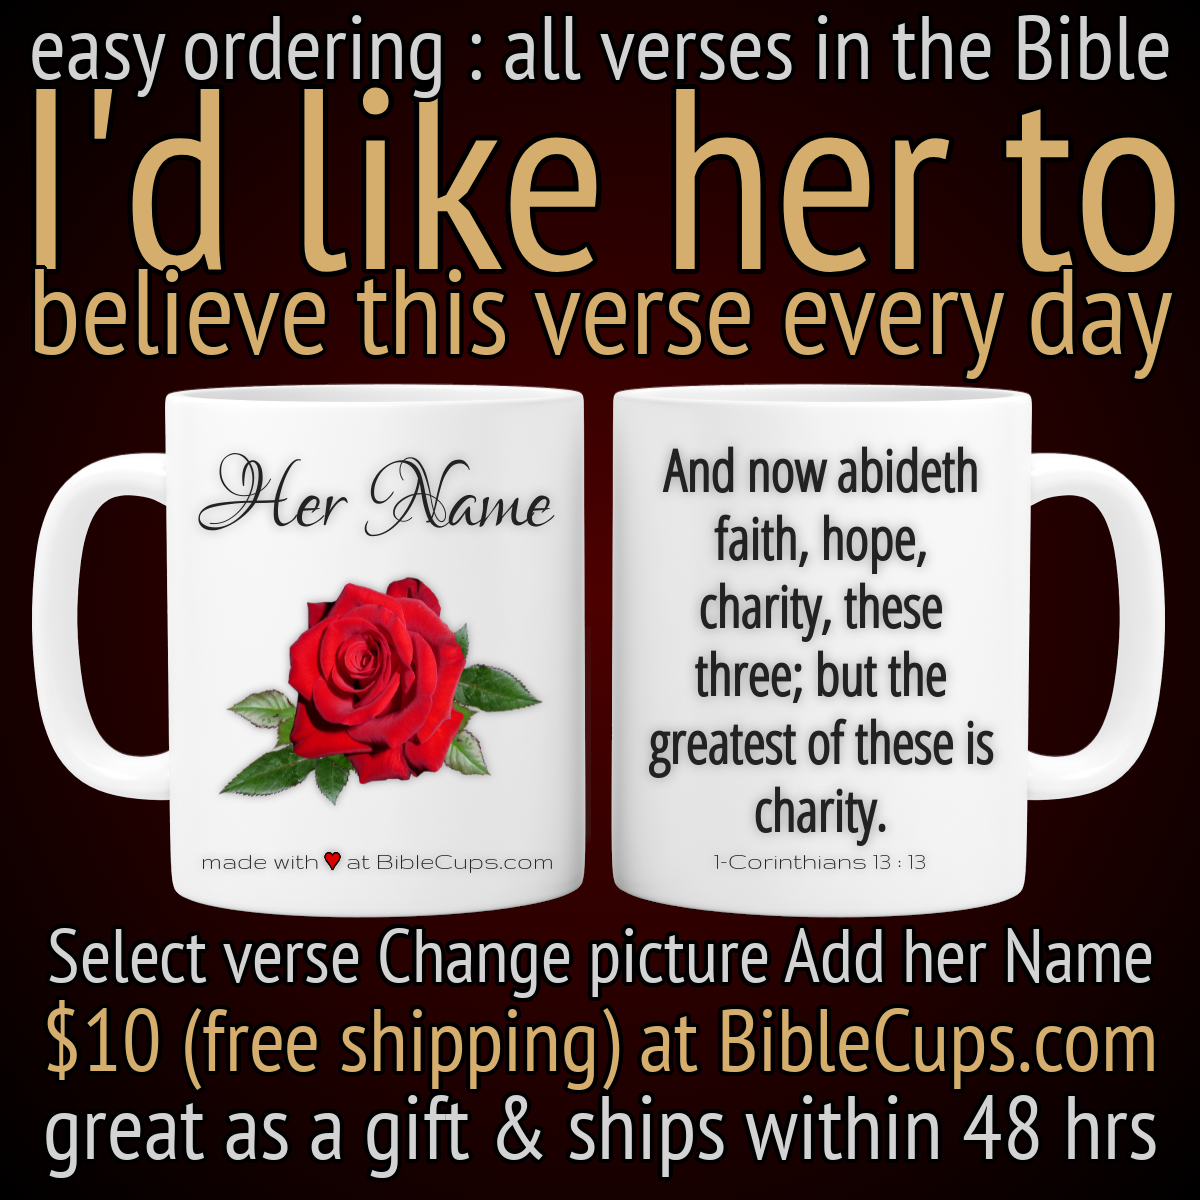 easy ordering : all verses in the Bible
I'd like her to
believe this verse every day
Her Name
made with ❤ at BibleCups.com
And now abideth
faith, hope,
charity, these
three; but the
greatest of these is
charity.
1-Corinthians 13 : 13
Select verse Change picture Add her Name
$10 (free shipping) at BibleCups.com
great as a gift & ships within 48 hrs